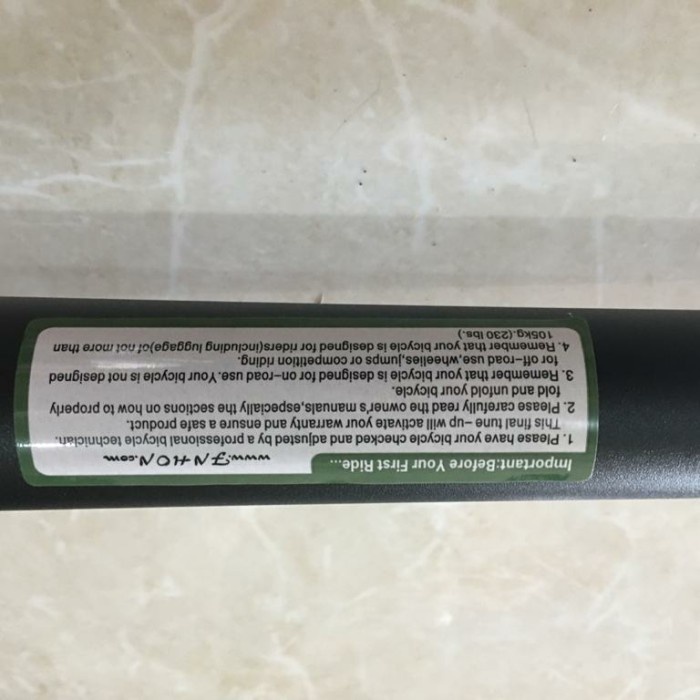 Important:Before Your First Ride...
www.FNHON.com
1. Please have your bicycle checked and adjusted by a professional bicycle technician.
This final tune -up will activate your warranty and ensure a safe product.
2. Please carefully read the owner's manuals,especially the sections on how to properly
fold and unfold your bicycle.
3. Remember that your bicycle is designed for on-road use.Your bicycle is not designed
for off-road use,wheelies,jumps or competition riding.
4. Remember that your bicycle is designed for riders(including luggage)of not more than
105kg.(230 lbs.)